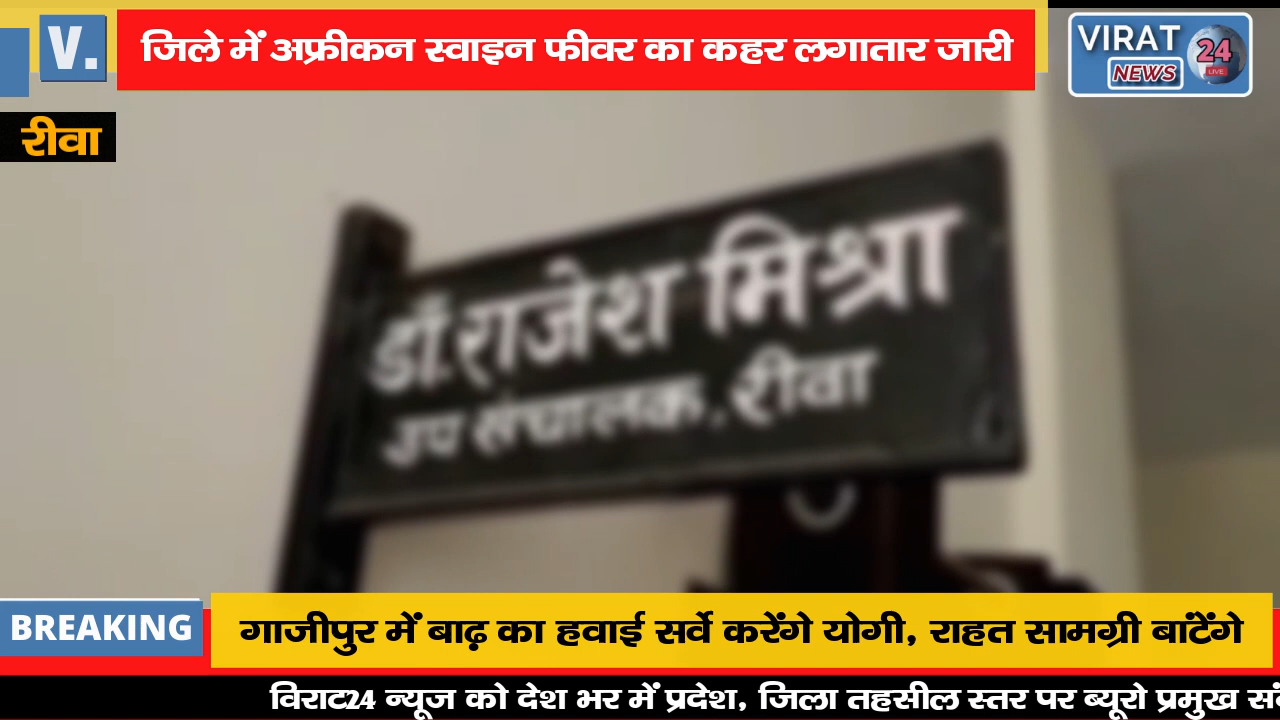 V.
जिले में अफ्रीकन स्वाइन फीवर का कहर लगातार जारी
VIRAT
24
NEWS
LIVE
रीवा
डॉ. राजेश मिश्रा
उप संचालक, रीवा
BREAKING
गाजीपुर में बाढ़ का हवाई सर्वे करेंगे योगी, राहत सामग्री बांटेंगे
विराट24 न्यूज को देश भर में प्रदेश, जिला तहसील स्तर पर ब्यूरो प्रमुख